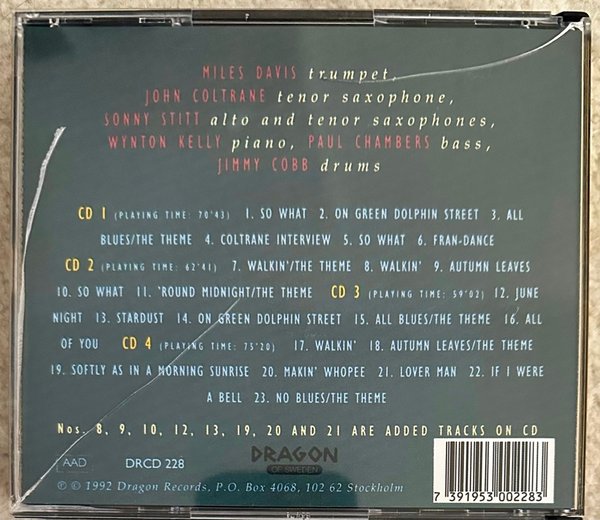 MILES DAVIS trumpet,
JOHN COLTRANE tenor saxophone,
SONNY STITT alto and tenor saxophones,
WYNTON KELLY piano, PAUL CHAMBERS bass,
JIMMY COBB drums
CD 1 (PLAYING TIME: 70'43) 1. SO WHAT 2. ON GREEN DOLPHIN STREET 3. ALL
BLUES/THE THEME 4. COLTRANE INTERVIEW 5. SO WHAT 6. FRAN-DANCE
CD 2 (PLAYING TIME: 62'41) 7. WALKIN'/THE THEME 8. WALKIN' 9. AUTUMN LEAVES
10. SO WHAT 11. 'ROUND MIDNIGHT/THE THEME CD 3 (PLAYING TIME: 59'02) 12. JUNE
NIGHT 13. STARDUST 14. ON GREEN DOLPHIN STREET 15. ALL BLUES/THE THEME 16. ALL
OF YOU CD 4 (PLAYING TIME: 75'20) 17. WALKIN' 18. AUTUMN LEAVES/THE THEME
19. SOFTLY AS IN A MORNING SUNRISE 20. MAKIN' WHOPEE 21. LOVER MAN 22. IF I WERE
A BELL 23. NO BLUES/THE THEME
Nos. 8, 9, 10, 12, 13, 19, 20 AND 21 ARE ADDED TRACKS ON CD
DRAGON
OF SWEDEN
AAD DRCD 228
℗ © 1992 Dragon Records, P.O. Box 4068, 102 62 Stockholm
7 391953 002283